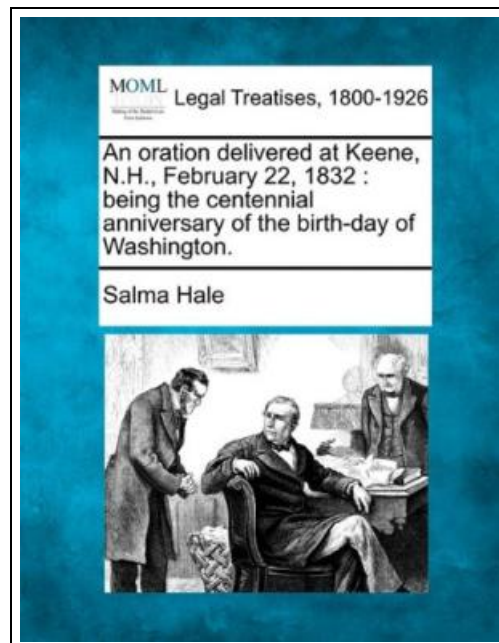 MOML
Legal Treatises, 1800-1926
An oration delivered at Keene,
N.H., February 22, 1832 :
being the centennial
anniversary of the birth-day of
Washington.
Salma Hale